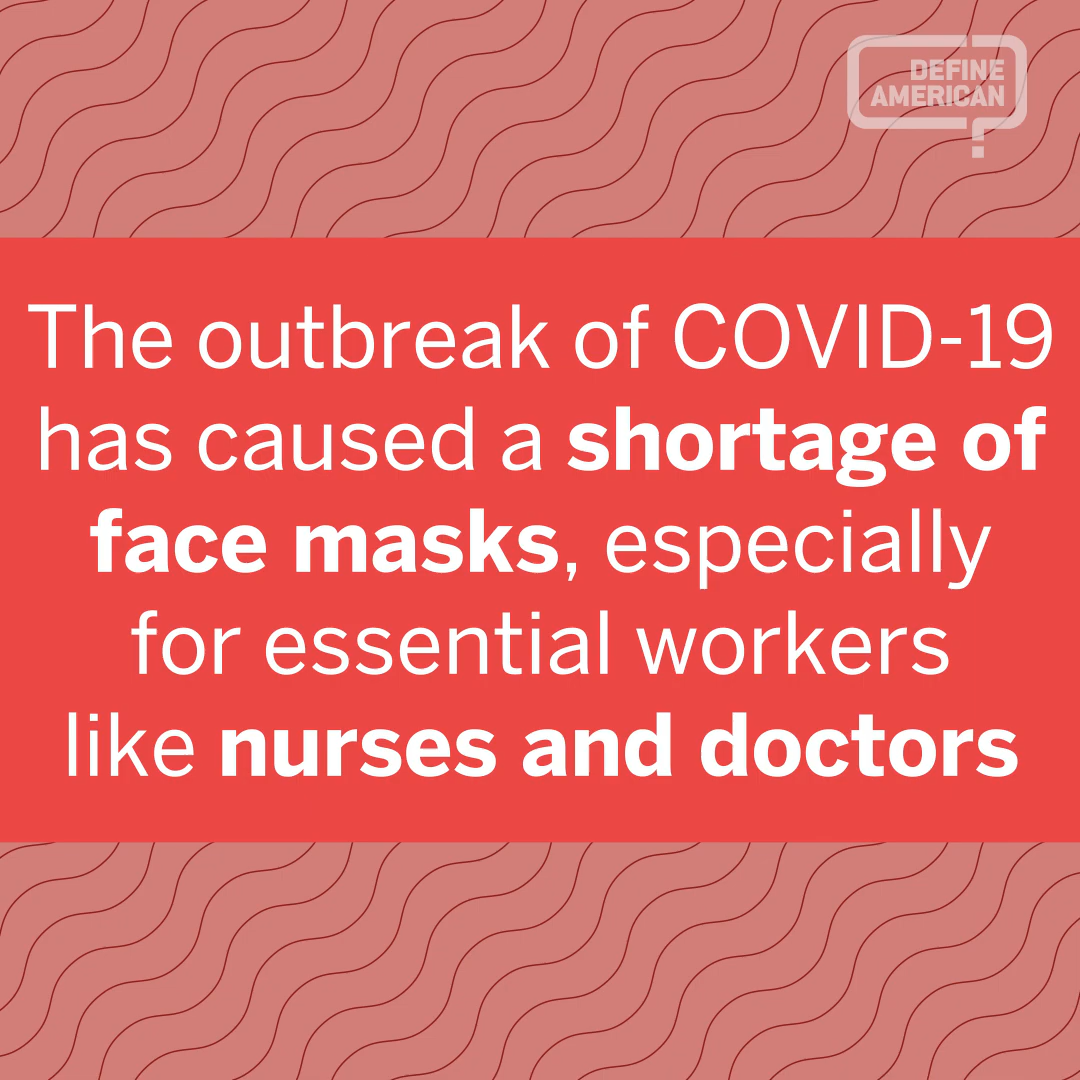 DEFINE
AMERICAN
The outbreak of COVID-19
has caused a shortage of
face masks, especially
for essential workers
like nurses and doctors